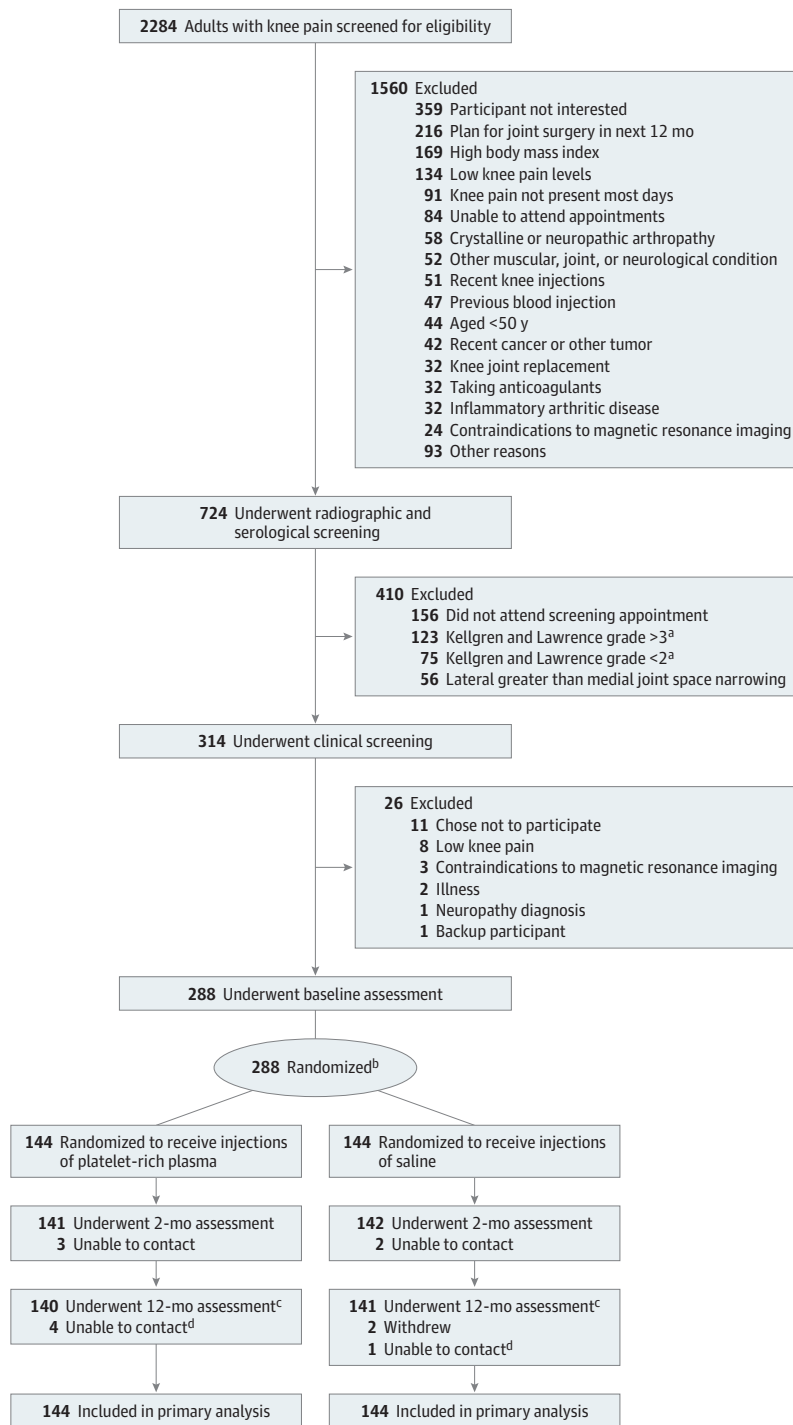 2284 Adults with knee pain screened for eligibility
1560 Excluded
359 Participant not interested
216 Plan for joint surgery in next 12 mo
169 High body mass index
134 Low knee pain levels
91 Knee pain not present most days
84 Unable to attend appointments
58 Crystalline or neuropathic arthropathy
52 Other muscular, joint, or neurological condition
51 Recent knee injections
47 Previous blood injection
44 Aged <50 y
42 Recent cancer or other tumor
32 Knee joint replacement
32 Taking anticoagulants
32 Inflammatory arthritic disease
24 Contraindications to magnetic resonance imaging
93 Other reasons
724 Underwent radiographic and
serological screening
410 Excluded
156 Did not attend screening appointment
123 Kellgren and Lawrence grade >3a
75 Kellgren and Lawrence grade <2a
56 Lateral greater than medial joint space narrowing
314 Underwent clinical screening
26 Excluded
11 Chose not to participate
8 Low knee pain
3 Contraindications to magnetic resonance imaging
2 Illness
1 Neuropathy diagnosis
1 Backup participant
288 Underwent baseline assessment
288 Randomizedb
144 Randomized to receive injections
of platelet-rich plasma
144 Randomized to receive injections
of saline
141 Underwent 2-mo assessment
3 Unable to contact
142 Underwent 2-mo assessment
2 Unable to contact
140 Underwent 12-mo assessmentc
4 Unable to contactd
141 Underwent 12-mo assessmentc
2 Withdrew
1 Unable to contactd
144 Included in primary analysis
144 Included in primary analysis